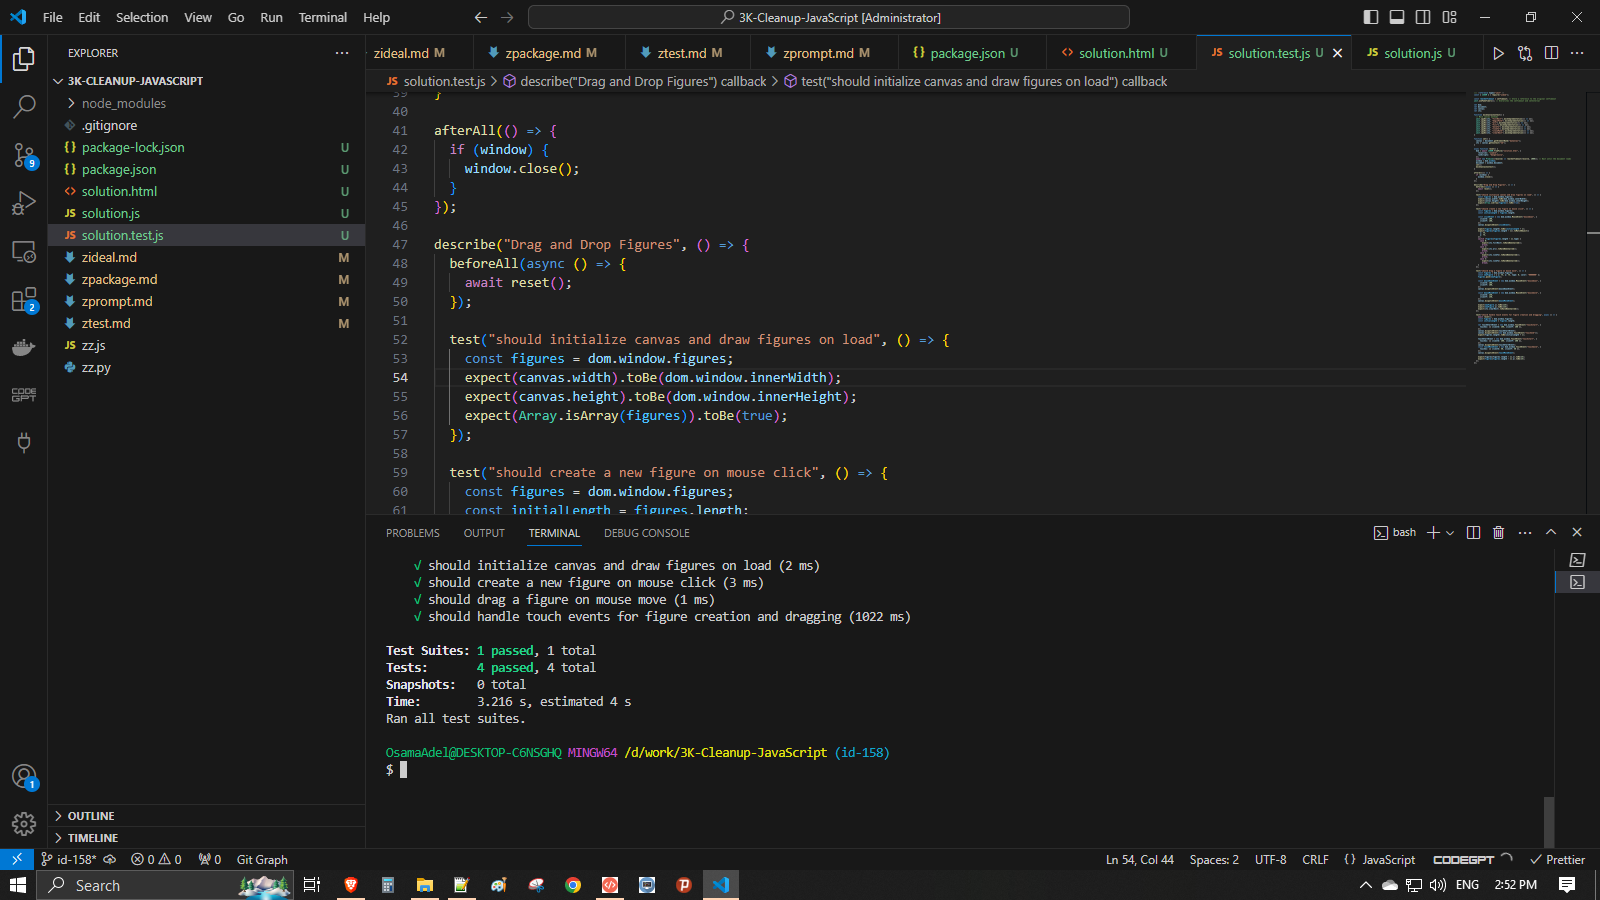 File Edit Selection View Go Run Terminal Help
3K-Cleanup-JavaScript [Administrator]
EXPLORER
3K-CLEANUP-JAVASCRIPT
node_modules
.gitignore
{} package-lock.json U
{} package.json U
<> solution.html U
JS solution.js U
JS solution.test.js U
zideal.md M
zpackage.md M
zprompt.md M
ztest.md M
JS zz.js
zz.py
OUTLINE
TIMELINE
9
2
CODE GPT
1
zideal.md M zpackage.md M ztest.md M zprompt.md M {} package.json U <> solution.html U JS solution.test.js U JS solution.js U
JS solution.test.js > describe("Drag and Drop Figures") callback > test("should initialize canvas and draw figures on load") callback
39 }
40
41 afterAll(() => {
42 if (window) {
43 window.close();
44 }
45 });
46
47 describe("Drag and Drop Figures", () => {
48 beforeAll(async () => {
49 await reset();
50 });
51
52 test("should initialize canvas and draw figures on load", () => {
53 const figures = dom.window.figures;
54 expect(canvas.width).toBe(dom.window.innerWidth);
55 expect(canvas.height).toBe(dom.window.innerHeight);
56 expect(Array.isArray(figures)).toBe(true);
57 });
58
59 test("should create a new figure on mouse click", () => {
60 const figures = dom.window.figures;
61 const initialLength = figures.length;
PROBLEMS OUTPUT TERMINAL DEBUG CONSOLE
bash
√ should initialize canvas and draw figures on load (2 ms)
√ should create a new figure on mouse click (3 ms)
√ should drag a figure on mouse move (1 ms)
√ should handle touch events for figure creation and dragging (1022 ms)
Test Suites: 1 passed, 1 total
Tests: 4 passed, 4 total
Snapshots: 0 total
Time: 3.216 s, estimated 4 s
Ran all test suites.
OsamaAdel@DESKTOP-C6NSGHQ MINGW64 /d/work/3K-Cleanup-JavaScript (id-158)
$
id-158* 0 0 0 Git Graph Ln 54, Col 44 Spaces: 2 UTF-8 CRLF {} JavaScript CODEGPT Prettier
Search ENG 2:52 PM